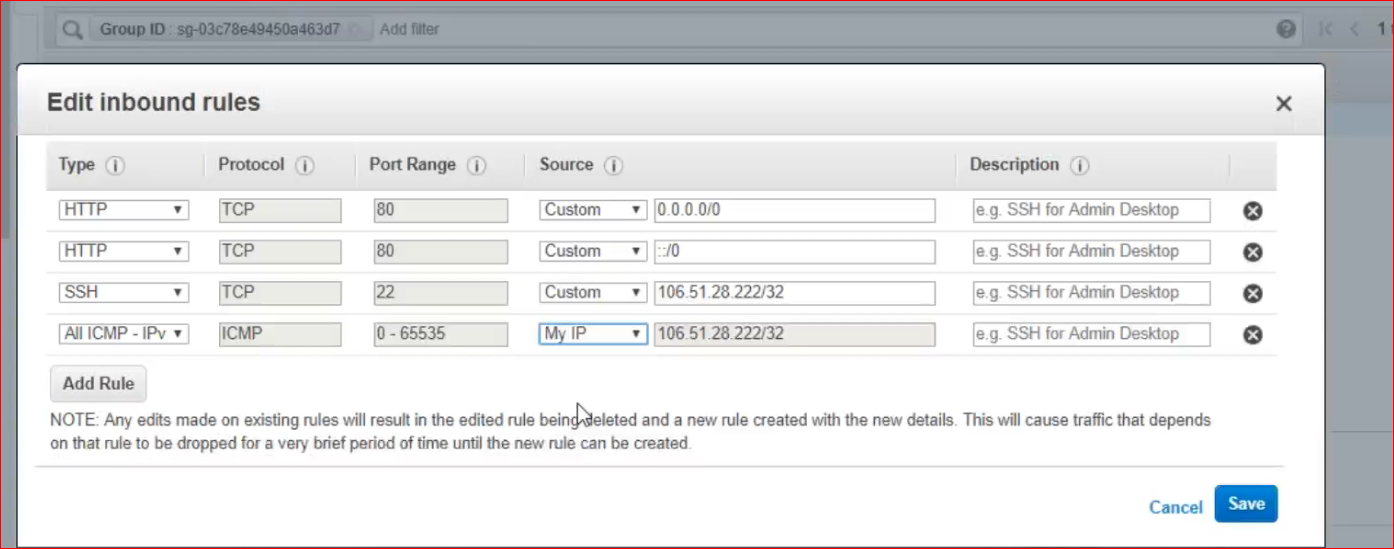 Group ID : sg-03c78e49450a463d7 Add filter
Edit inbound rules
Type Protocol Port Range Source Description
HTTP TCP 80 Custom 0.0.0.0/0 e.g. SSH for Admin Desktop
HTTP TCP 80 Custom ::/0 e.g. SSH for Admin Desktop
SSH TCP 22 Custom 106.51.28.222/32 e.g. SSH for Admin Desktop
All ICMP - IPv ICMP 0 - 65535 My IP 106.51.28.222/32 e.g. SSH for Admin Desktop
Add Rule
NOTE: Any edits made on existing rules will result in the edited rule being deleted and a new rule created with the new details. This will cause traffic that depends
on that rule to be dropped for a very brief period of time until the new rule can be created.
Cancel Save